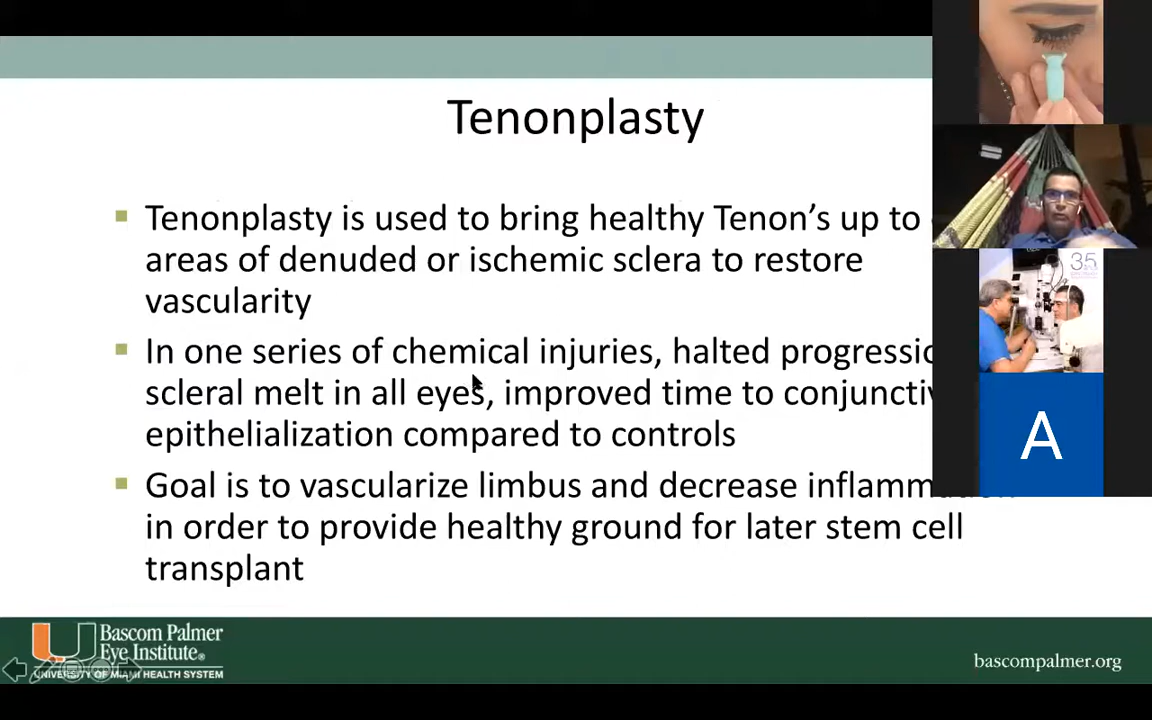 Tenonplasty
Tenonplasty is used to bring healthy Tenon's up to
areas of denuded or ischemic sclera to restore
vascularity
In one series of chemical injuries, halted
scleral melt in all eyes, improved time to
epithelialization compared to controls
Goal is to vascularize limbus and decrease
in order to provide healthy ground for later stem cell
transplant
35
A
Bascom Palmer
Eye Institute®
UNIVERSITY OF MIAMI HEALTH SYSTEM
bascompalmer.org